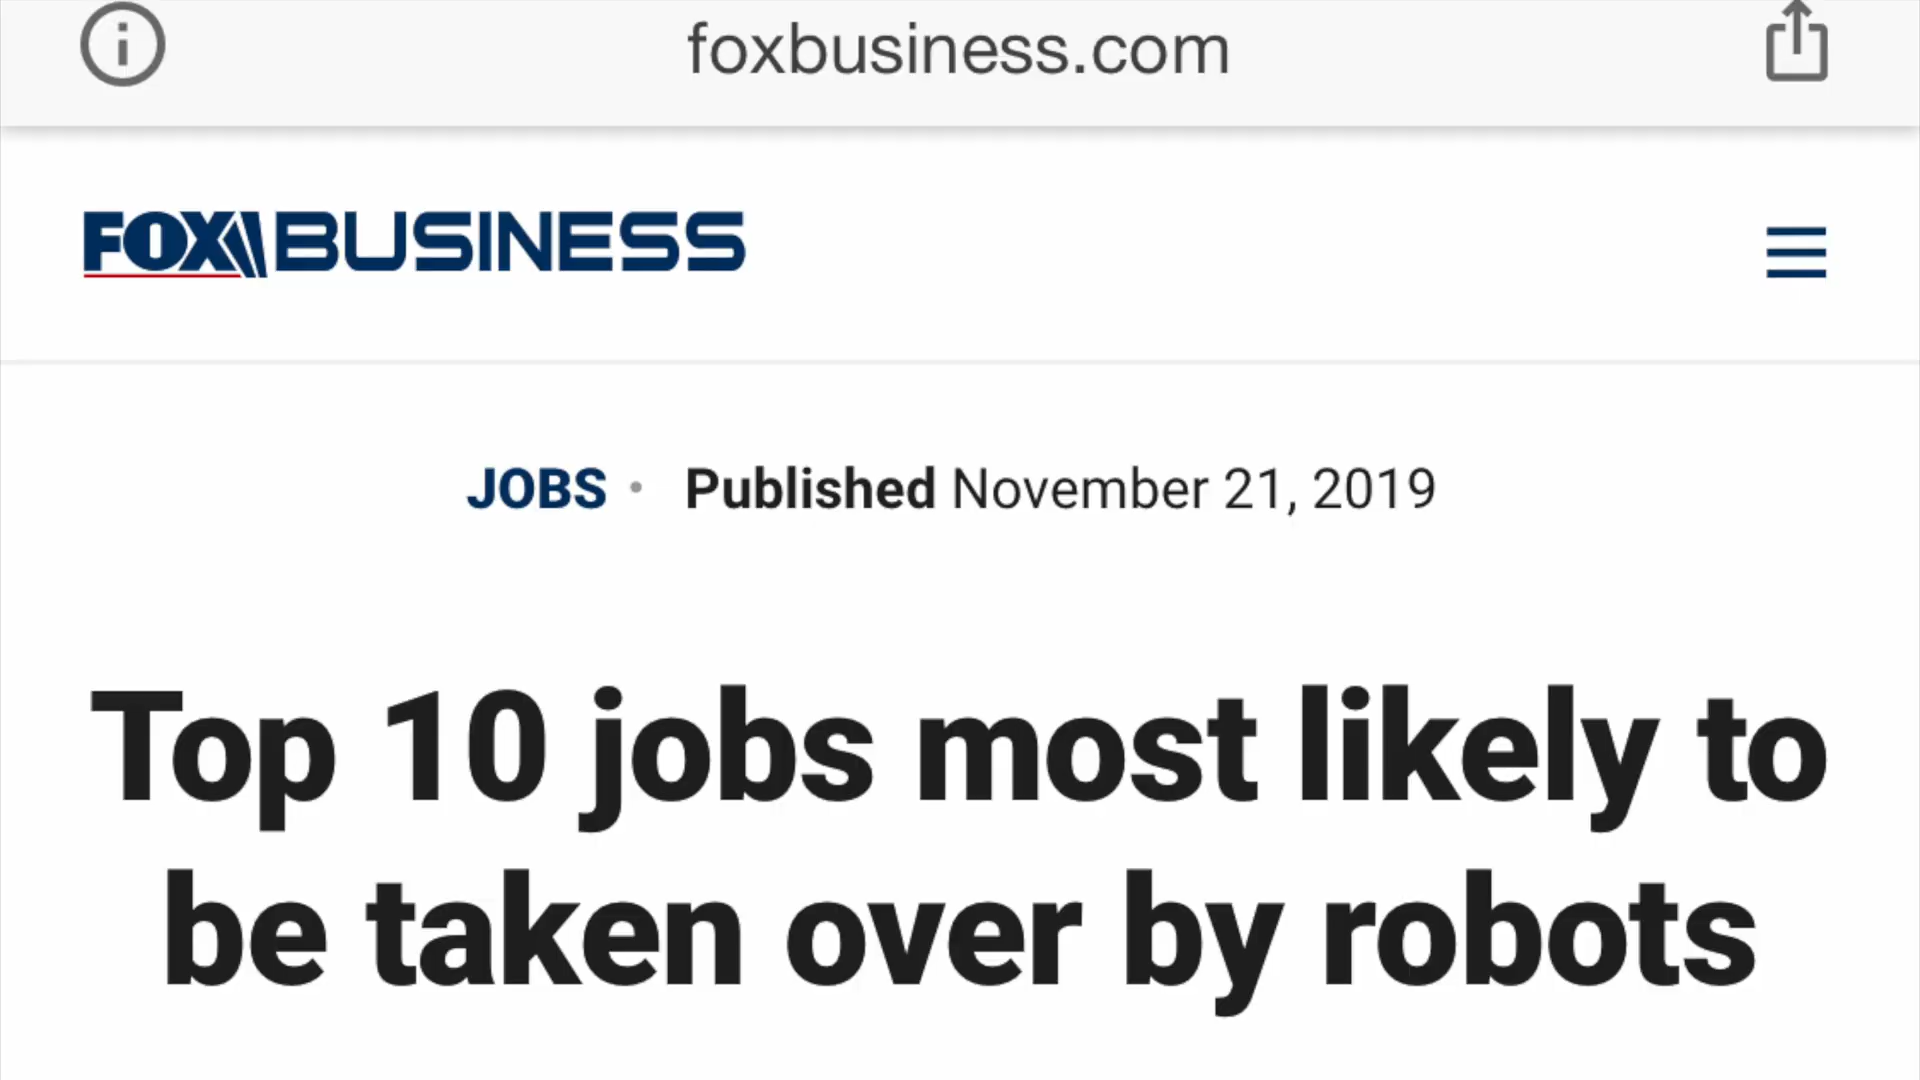 foxbusiness.com
FOX BUSINESS
JOBS • Published November 21, 2019
Top 10 jobs most likely to
be taken over by robots